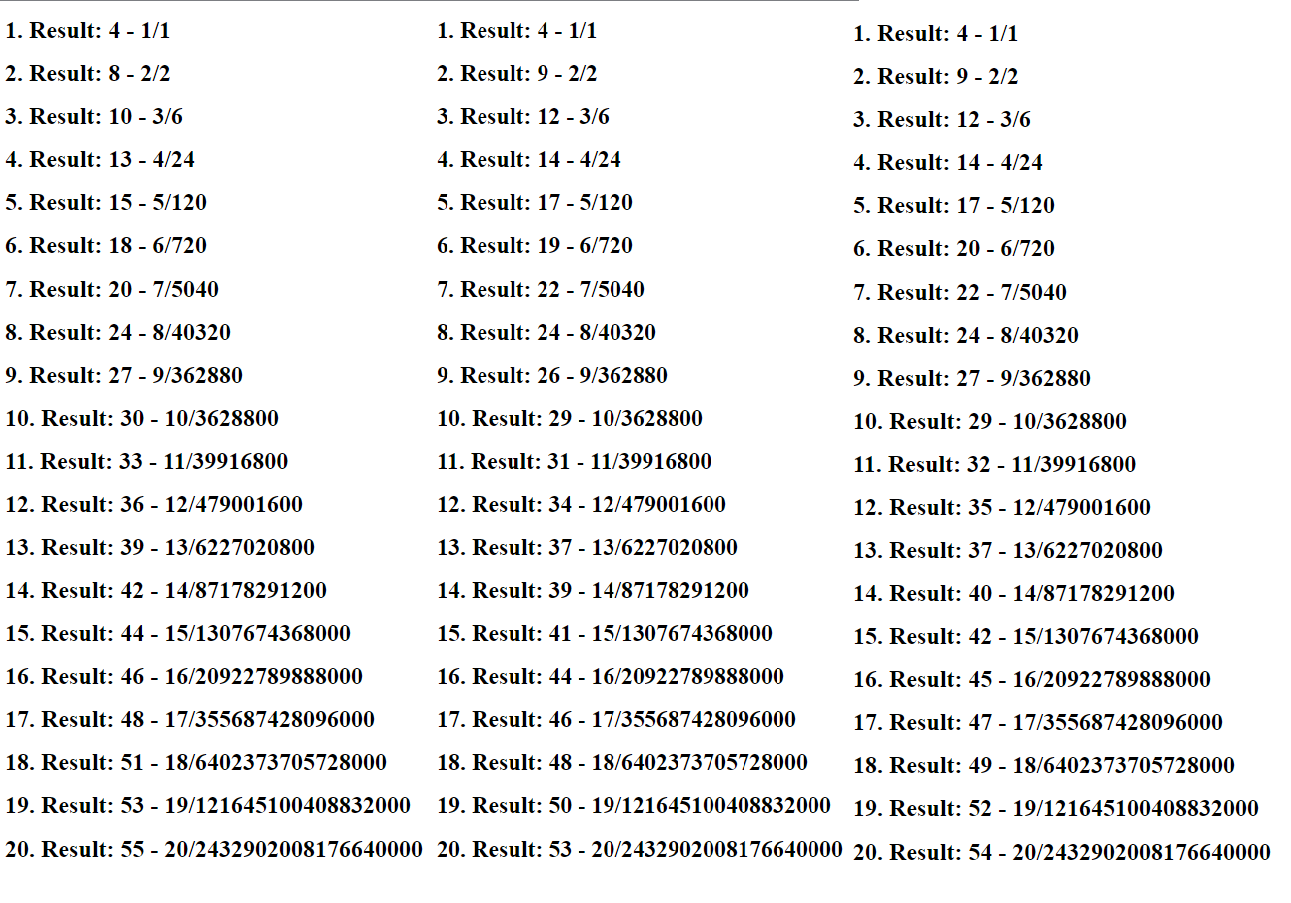 1. Result: 4 - 1/1
2. Result: 8 - 2/2
3. Result: 10 - 3/6
4. Result: 13 - 4/24
5. Result: 15 - 5/120
6. Result: 18 - 6/720
7. Result: 20 - 7/5040
8. Result: 24 - 8/40320
9. Result: 27 - 9/362880
10. Result: 30 - 10/3628800
11. Result: 33 - 11/39916800
12. Result: 36 - 12/479001600
13. Result: 39 - 13/6227020800
14. Result: 42 - 14/87178291200
15. Result: 44 - 15/1307674368000
16. Result: 46 - 16/20922789888000
17. Result: 48 - 17/355687428096000
18. Result: 51 - 18/6402373705728000
19. Result: 53 - 19/121645100408832000
20. Result: 55 - 20/2432902008176640000
1. Result: 4 - 1/1
2. Result: 9 - 2/2
3. Result: 12 - 3/6
4. Result: 14 - 4/24
5. Result: 17 - 5/120
6. Result: 19 - 6/720
7. Result: 22 - 7/5040
8. Result: 24 - 8/40320
9. Result: 26 - 9/362880
10. Result: 29 - 10/3628800
11. Result: 31 - 11/39916800
12. Result: 34 - 12/479001600
13. Result: 37 - 13/6227020800
14. Result: 39 - 14/87178291200
15. Result: 41 - 15/1307674368000
16. Result: 44 - 16/20922789888000
17. Result: 46 - 17/355687428096000
18. Result: 48 - 18/6402373705728000
19. Result: 50 - 19/121645100408832000
20. Result: 53 - 20/2432902008176640000
1. Result: 4 - 1/1
2. Result: 9 - 2/2
3. Result: 12 - 3/6
4. Result: 14 - 4/24
5. Result: 17 - 5/120
6. Result: 20 - 6/720
7. Result: 22 - 7/5040
8. Result: 24 - 8/40320
9. Result: 27 - 9/362880
10. Result: 29 - 10/3628800
11. Result: 32 - 11/39916800
12. Result: 35 - 12/479001600
13. Result: 37 - 13/6227020800
14. Result: 40 - 14/87178291200
15. Result: 42 - 15/1307674368000
16. Result: 45 - 16/20922789888000
17. Result: 47 - 17/355687428096000
18. Result: 49 - 18/6402373705728000
19. Result: 52 - 19/121645100408832000
20. Result: 54 - 20/2432902008176640000